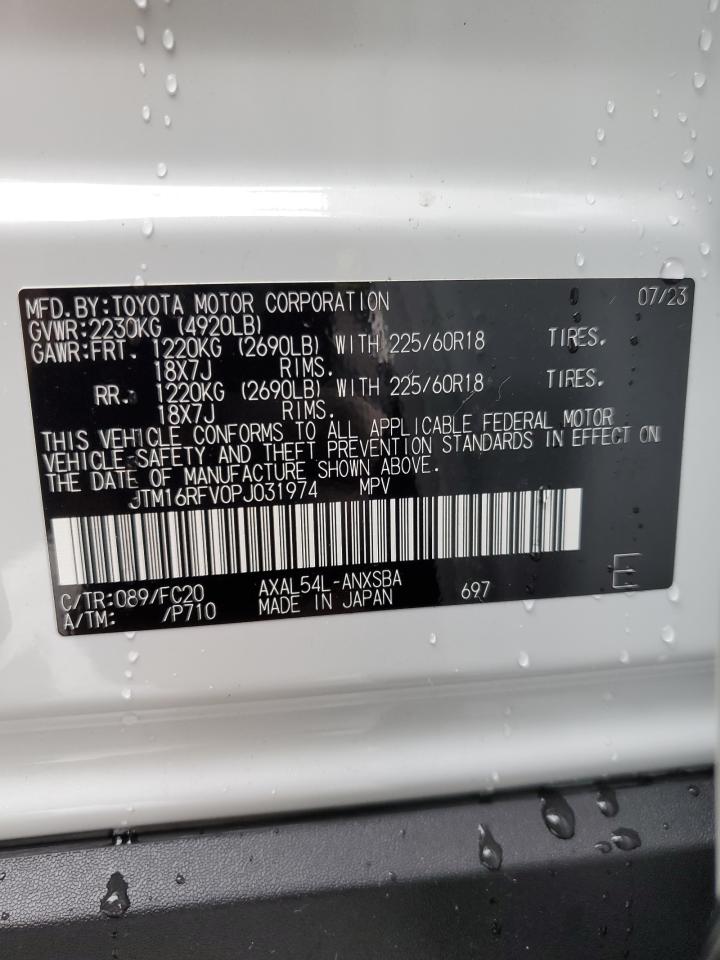 MFD.BY:TOYOTA MOTOR CORPORATION 07/23
GVWR:2230KG (4920LB)
GAWR:FRT. 1220KG (2690LB) WITH 225/60R18 TIRES.
18X7J RIMS.
RR. 1220KG (2690LB) WITH 225/60R18 TIRES.
18X7J RIMS.
THIS VEHICLE CONFORMS TO ALL APPLICABLE FEDERAL MOTOR
VEHICLE-SAFETY AND THEFT PREVENTION STANDARDS IN EFFECT ON
THE DATE OF MANUFACTURE SHOWN ABOVE.
JTM16RFV0PJ031974 MPV
C/TR:089/FC20 AXAL54L-ANXSBA 697 E
A/TM: /P710 MADE IN JAPAN